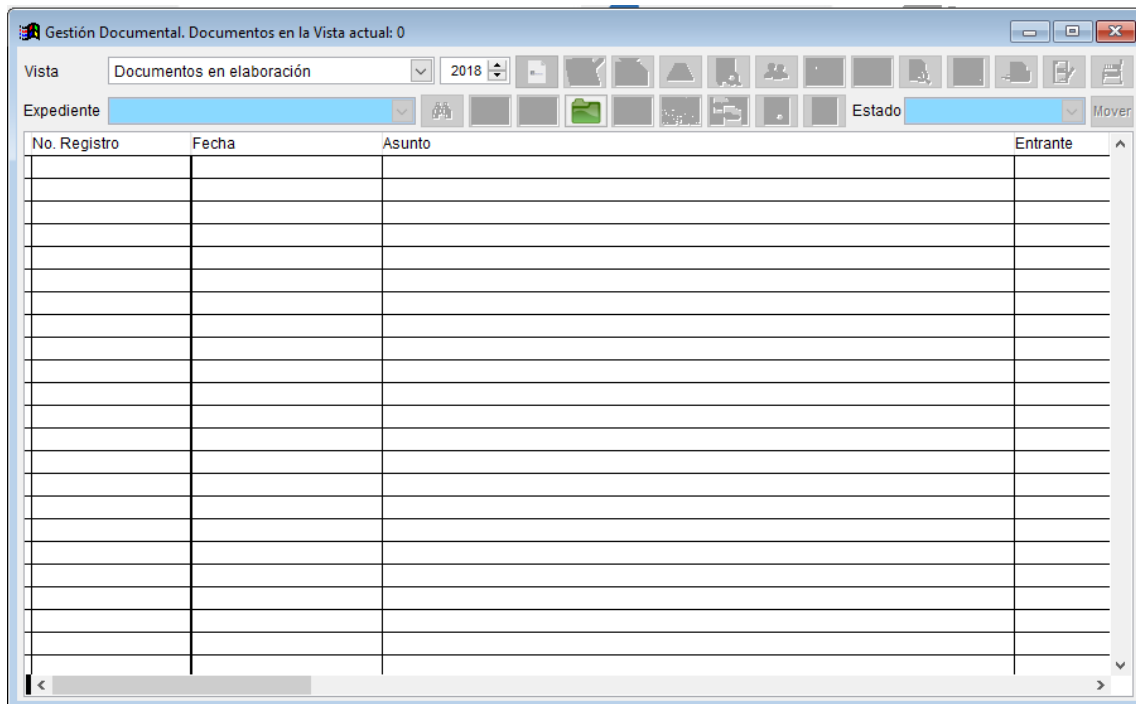 Gestión Documental. Documentos en la Vista actual: 0
Vista Documentos en elaboración 2018
Expediente Estado Mover
No. Registro Fecha Asunto Entrante